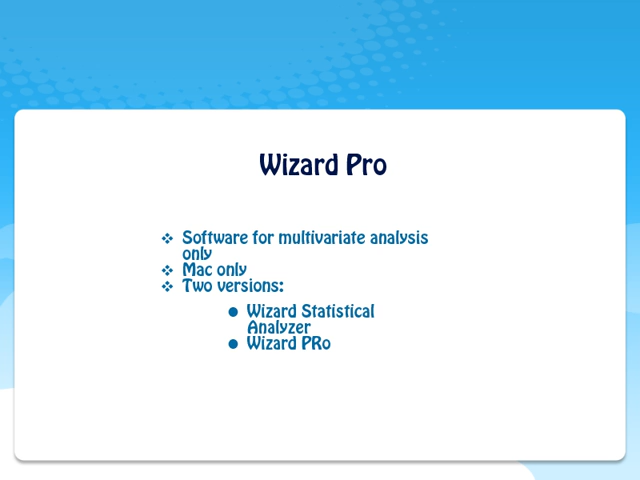 Wizard Pro
❖ Software for multivariate analysis
only
❖ Mac only
❖ Two versions:
● Wizard Statistical
Analyzer
● Wizard PRo